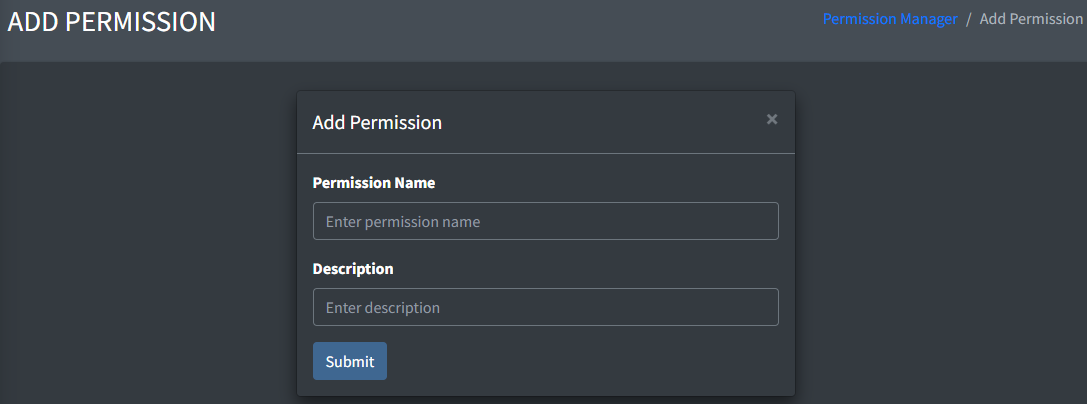 ADD PERMISSION
Permission Manager / Add Permission
Add Permission ×
Permission Name
Enter permission name
Description
Enter description
Submit